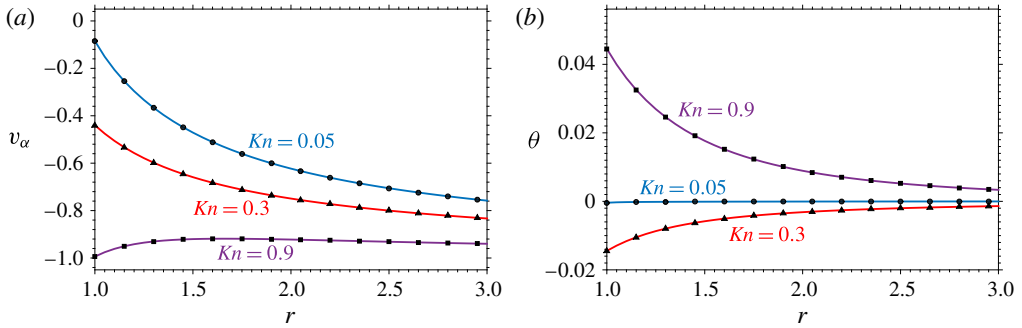 (a)
0
−0.2
−0.4
−0.6
−0.8
−1.0
vα
Kn = 0.05
Kn = 0.3
Kn = 0.9
1.0 1.5 2.0 2.5 3.0
r
(b)
0.04
0.02
0
−0.02
θ
Kn = 0.9
Kn = 0.05
Kn = 0.3
1.0 1.5 2.0 2.5 3.0
r